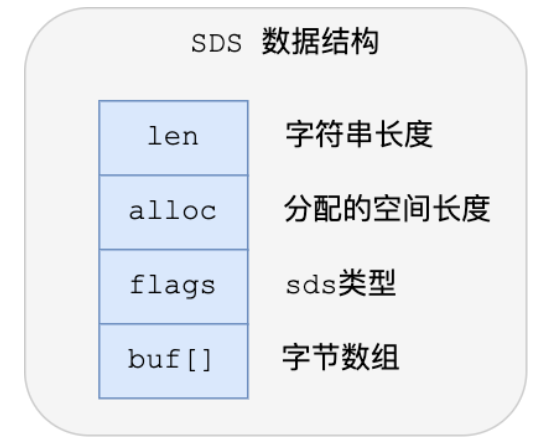 SDS 数据结构
len 字符串长度
alloc 分配的空间长度
flags sds类型
buf[] 字节数组